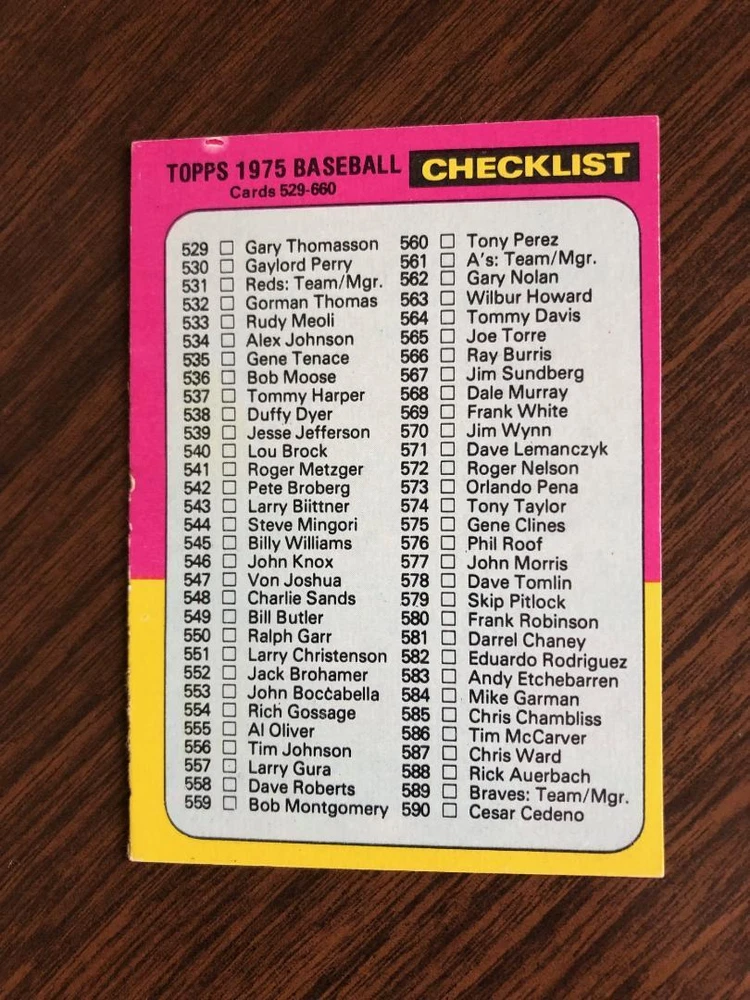 TOPPS 1975 BASEBALL CHECKLIST
Cards 529-660
529 Gary Thomasson
530 Gaylord Perry
531 Reds: Team/Mgr.
532 Gorman Thomas
533 Rudy Meoli
534 Alex Johnson
535 Gene Tenace
536 Bob Moose
537 Tommy Harper
538 Duffy Dyer
539 Jesse Jefferson
540 Lou Brock
541 Roger Metzger
542 Pete Broberg
543 Larry Biittner
544 Steve Mingori
545 Billy Williams
546 John Knox
547 Von Joshua
548 Charlie Sands
549 Bill Butler
550 Ralph Garr
551 Larry Christenson
552 Jack Brohamer
553 John Boccabella
554 Rich Gossage
555 Al Oliver
556 Tim Johnson
557 Larry Gura
558 Dave Roberts
559 Bob Montgomery
560 Tony Perez
561 A's: Team/Mgr.
562 Gary Nolan
563 Wilbur Howard
564 Tommy Davis
565 Joe Torre
566 Ray Burris
567 Jim Sundberg
568 Dale Murray
569 Frank White
570 Jim Wynn
571 Dave Lemanczyk
572 Roger Nelson
573 Orlando Pena
574 Tony Taylor
575 Gene Clines
576 Phil Roof
577 John Morris
578 Dave Tomlin
579 Skip Pitlock
580 Frank Robinson
581 Darrel Chaney
582 Eduardo Rodriguez
583 Andy Etchebarren
584 Mike Garman
585 Chris Chambliss
586 Tim McCarver
587 Chris Ward
588 Rick Auerbach
589 Braves: Team/Mgr.
590 Cesar Cedeno